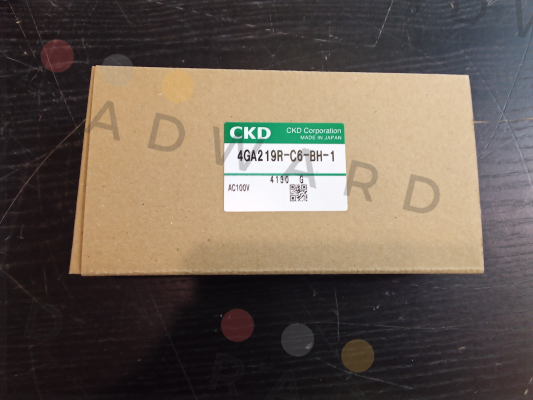 CKD
CKD Corporation
MADE IN JAPAN
4GA219R-C6-BH-1
4190 G
AC100V
ADWARD